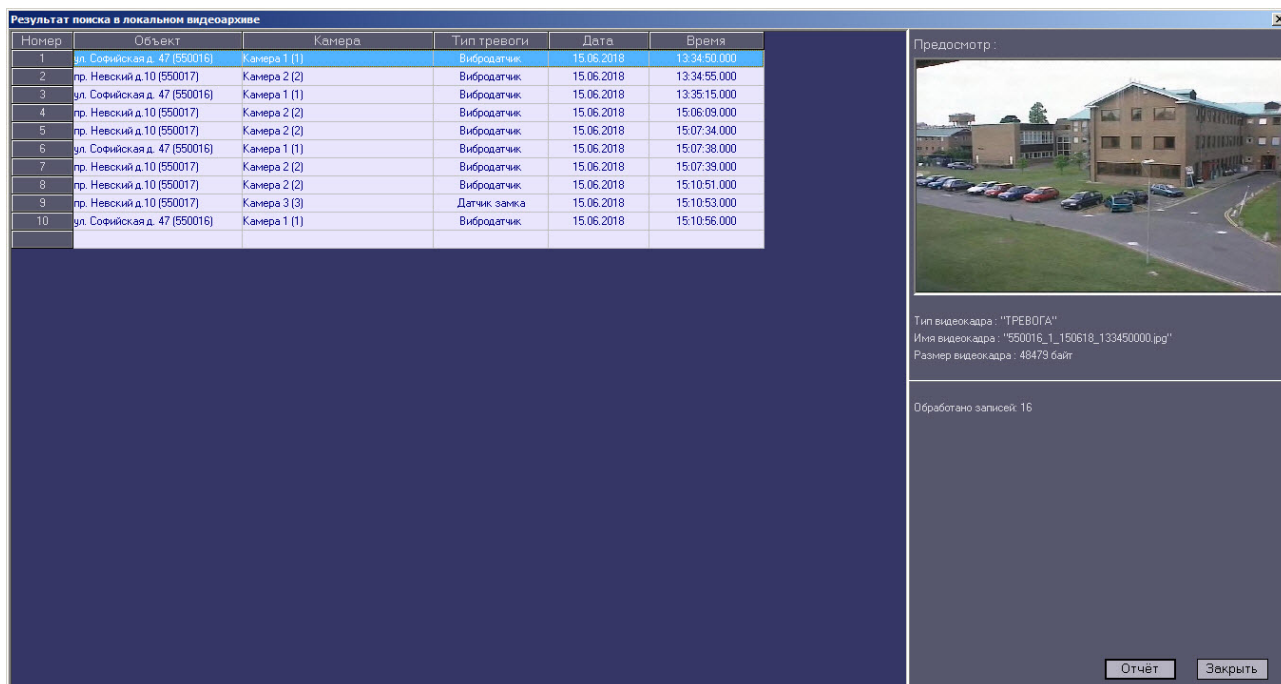 Результат поиска в локальном видеоархиве
Номер Объект Камера Тип тревоги Дата Время
1 ул. Софийская д. 47 (550016) Камера 1 (1) Вибродатчик 15.06.2018 13:34:50.000
2 пр. Невский д.10 (550017) Камера 2 (2) Вибродатчик 15.06.2018 13:34:55.000
3 ул. Софийская д. 47 (550016) Камера 1 (1) Вибродатчик 15.06.2018 13:35:15.000
4 пр. Невский д.10 (550017) Камера 2 (2) Вибродатчик 15.06.2018 15:06:09.000
5 пр. Невский д.10 (550017) Камера 2 (2) Вибродатчик 15.06.2018 15:07:34.000
6 ул. Софийская д. 47 (550016) Камера 1 (1) Вибродатчик 15.06.2018 15:07:38.000
7 пр. Невский д.10 (550017) Камера 2 (2) Вибродатчик 15.06.2018 15:07:39.000
8 пр. Невский д.10 (550017) Камера 2 (2) Вибродатчик 15.06.2018 15:10:51.000
9 пр. Невский д.10 (550017) Камера 3 (3) Датчик замка 15.06.2018 15:10:53.000
10 ул. Софийская д. 47 (550016) Камера 1 (1) Вибродатчик 15.06.2018 15:10:56.000
Предосмотр :
Тип видеокадра : "ТРЕВОГА"
Имя видеокадра : "550016_1_150618_133450000.jpg"
Размер видеокадра : 48479 байт
Обработано записей: 16
Отчёт Закрыть